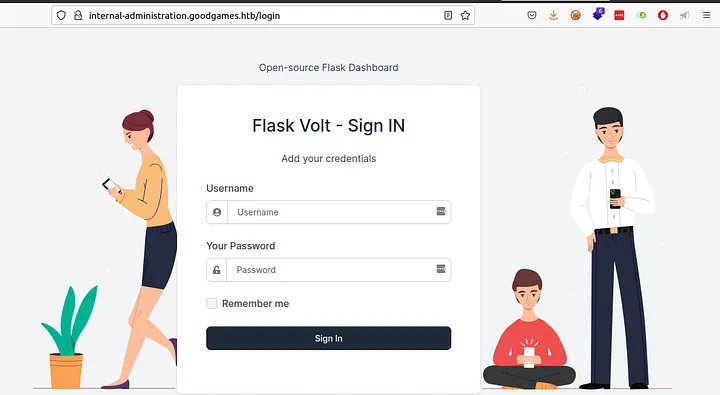 internal-administration.goodgames.htb/login
6
Open-source Flask Dashboard
Flask Volt - Sign IN
Add your credentials
Username
Username
Your Password
Password
Remember me
Sign In